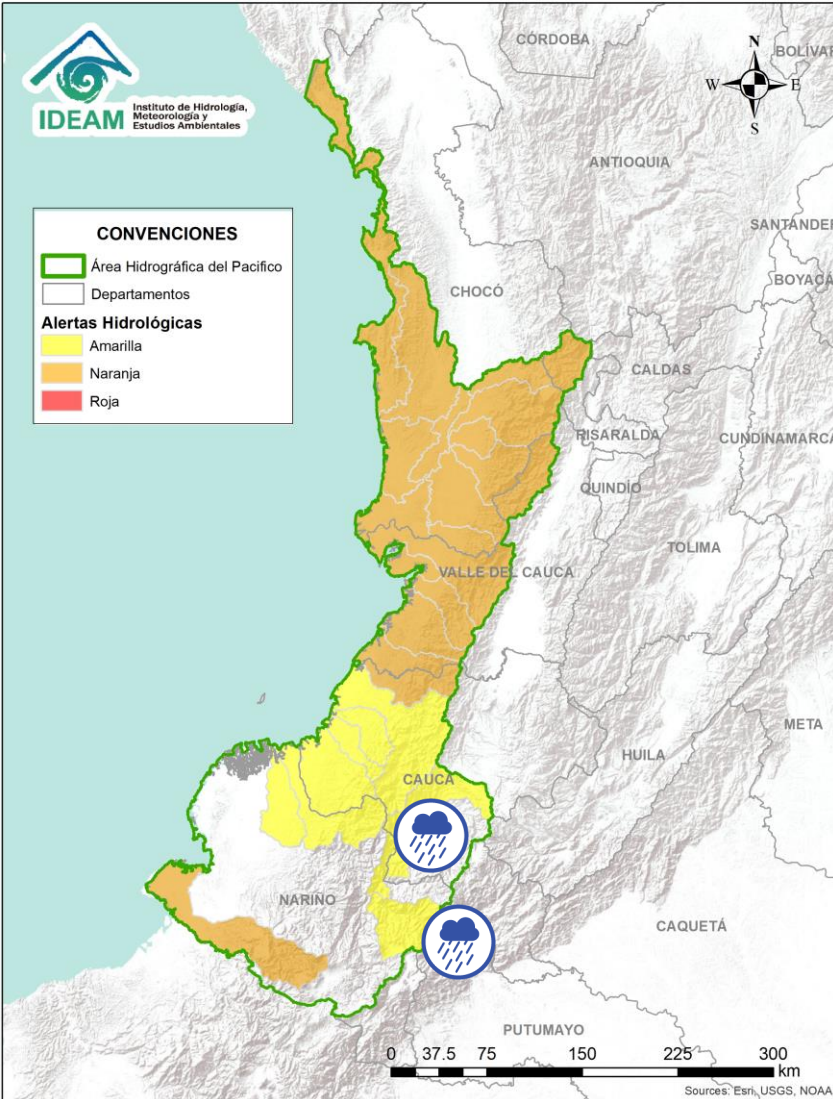 IDEAM
Instituto de Hidrología,
Meteorología y
Estudios Ambientales
CÓRDOBA
BOLÍVAR
N
W
E
S
ANTIOQUIA
SANTANDER
BOYACÁ
CONVENCIONES
Área Hidrográfica del Pacifico
Departamentos
Alertas Hidrológicas
Amarilla
Naranja
Roja
CHOCÓ
CALDAS
RISARALDA
CUNDINAMARCA
QUINDÍO
TOLIMA
VALLE DEL CAUCA
META
HUILA
CAUCA
NARIÑO
CAQUETÁ
PUTUMAYO
0 37.5 75 150 225 300
km
Sources: Esri, USGS, NOAA